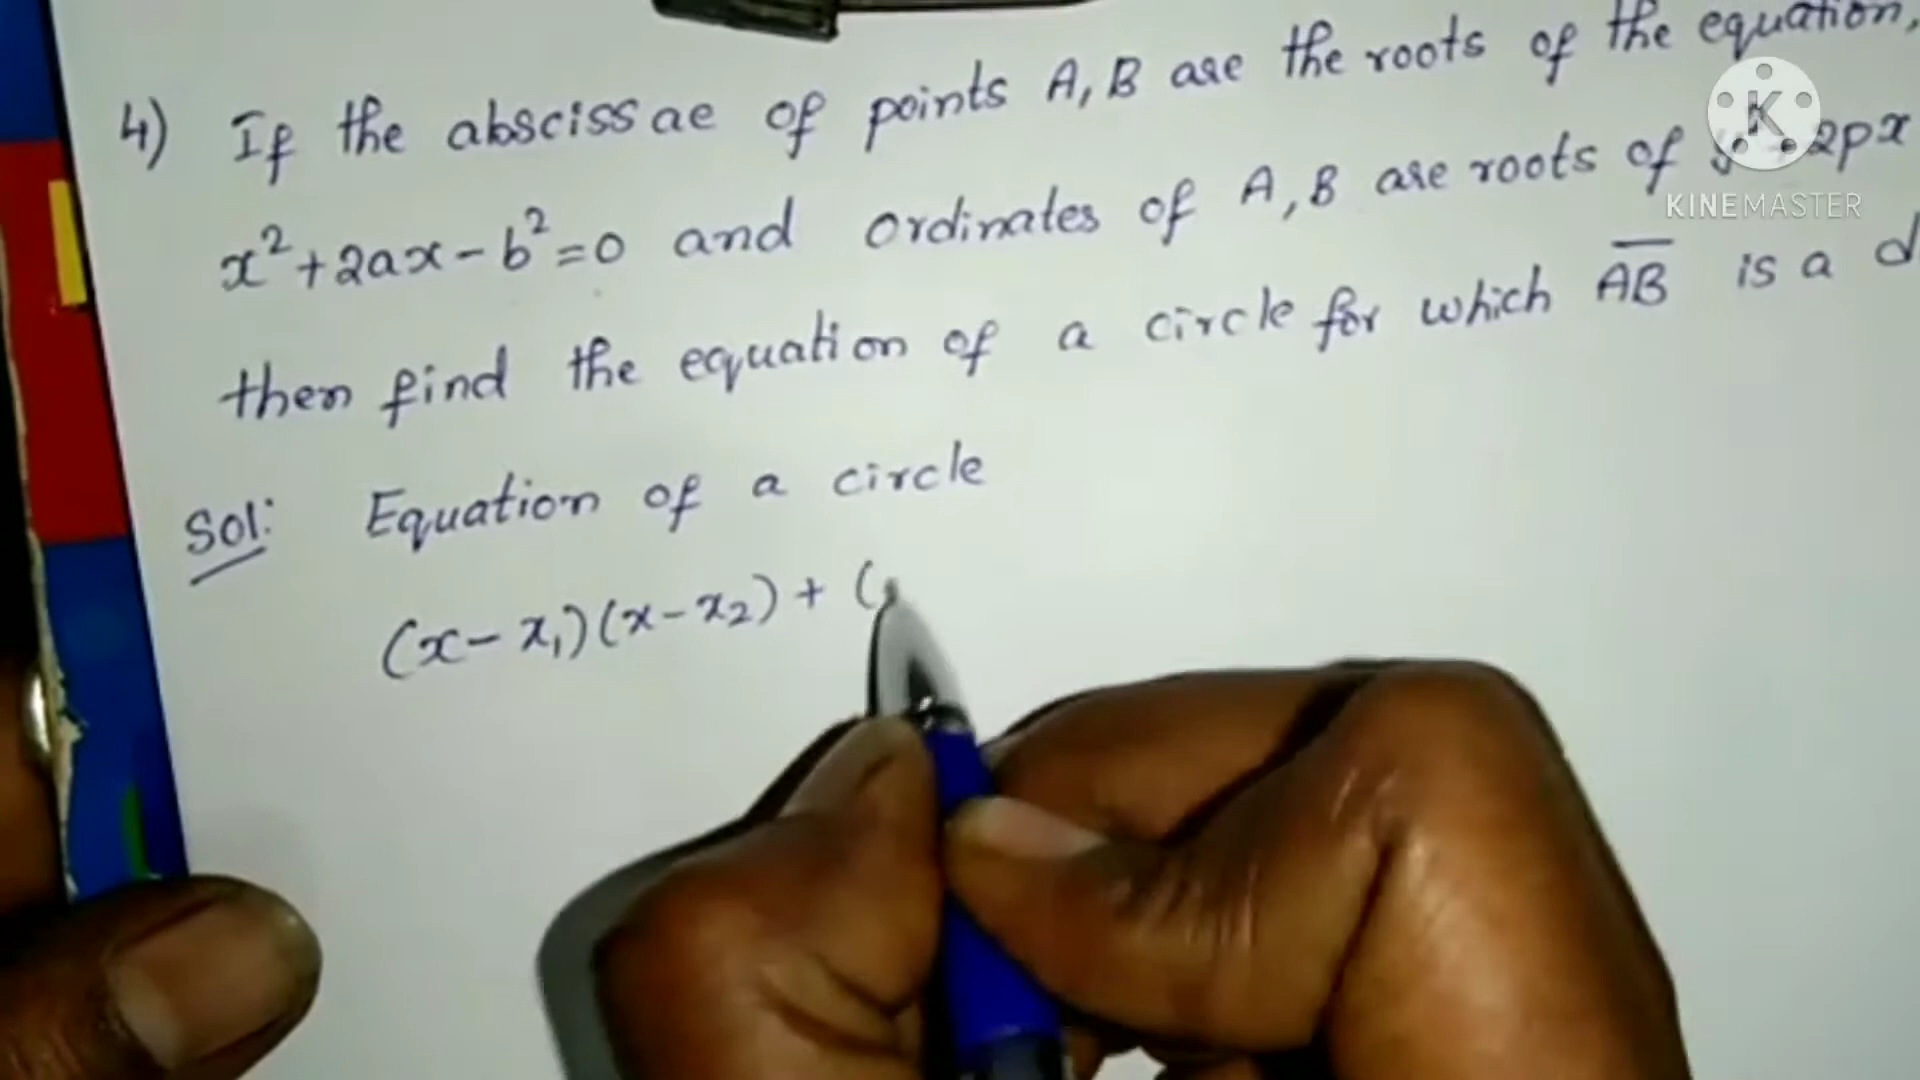 4) If the abscissae of points A, B are the roots of the equation,
x²+2ax-b²=0 and ordinates of A, B are roots of y²+2px
then find the equation of a circle for which A̅B̅ is a d
Sol: Equation of a circle
(x-x₁)(x-x₂) + (
K
KINEMASTER